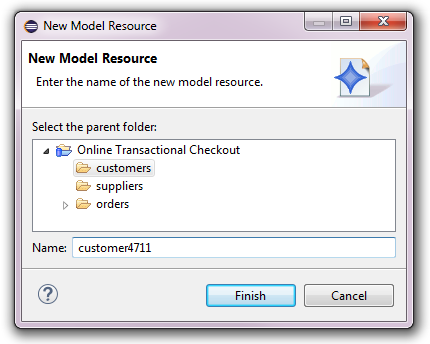 New Model Resource
New Model Resource
Enter the name of the new model resource.
Select the parent folder:
Online Transactional Checkout
customers
suppliers
orders
Name: customer4711
? Finish Cancel